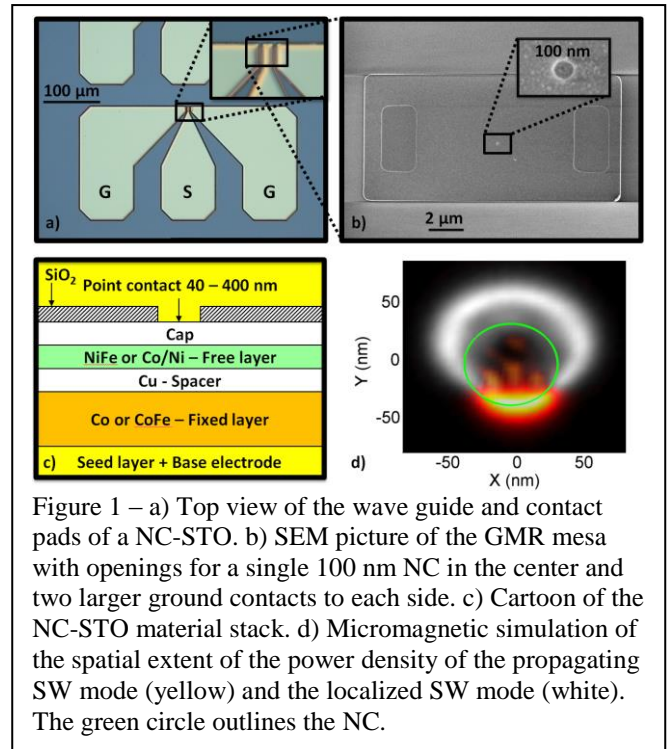 100 μm
G
S
G
a)
100 nm
2 μm
b)
SiO2
Point contact 40 – 400 nm
Cap
NiFe or Co/Ni – Free layer
Cu - Spacer
Co or CoFe – Fixed layer
Seed layer + Base electrode
c)
50
0
-50
Y (nm)
-50
0
50
X (nm)
d)
Figure 1 – a) Top view of the wave guide and contact
pads of a NC-STO. b) SEM picture of the GMR mesa
with openings for a single 100 nm NC in the center and
two larger ground contacts to each side. c) Cartoon of the
NC-STO material stack. d) Micromagnetic simulation of
the spatial extent of the power density of the propagating
SW mode (yellow) and the localized SW mode (white).
The green circle outlines the NC.